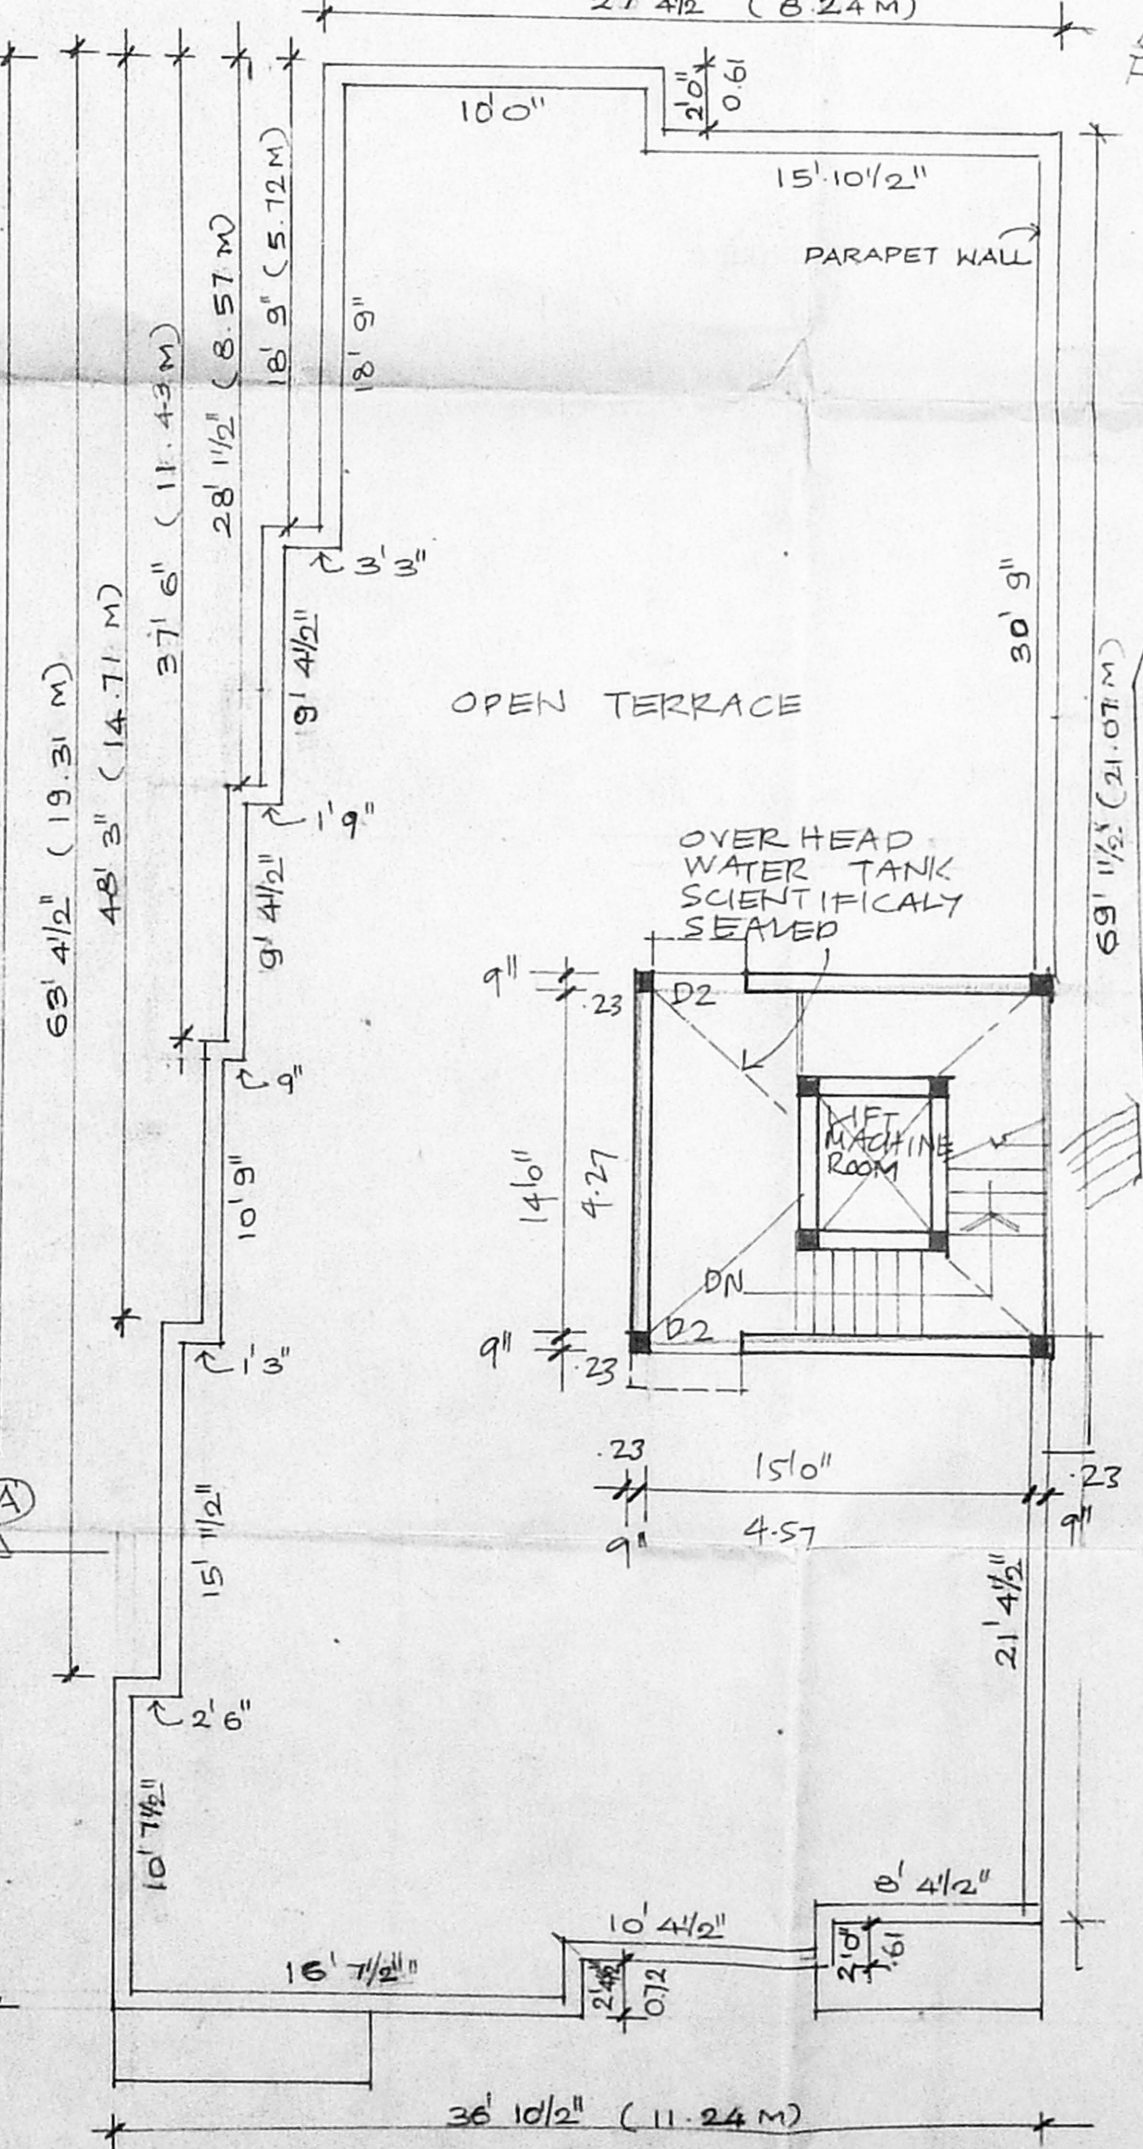 27' 4½" (8.24 M)
10'0"
2'0"
0.61
15'·10½"
PARAPET WALL
18' 9" (5.72 M)
18' 9"
28' 1½" (8.57 M)
37' 6" (11.43 M)
48' 3" (14.71 M)
63' 4½" (19.31 M)
3'3"
30' 9"
9' 4½"
OPEN TERRACE
69' 1½" (21.07 M)
1'9"
OVER HEAD
WATER TANK
SCIENTIFICALY
SEALED
9' 4½"
9"
.23
D2
9"
LIFT
MACHINE
ROOM
14'0"
4.27
10'9"
DN
D2
9"
.23
1'3"
.23
15'0"
.23
A
9"
4.57
9"
15' 1½"
21' 4½"
2'6"
10' 7½"
8' 4½"
10' 4½"
16' 7½"
2'4½"
0.72
2'0"
.61
36' 10½" (11.24 M)